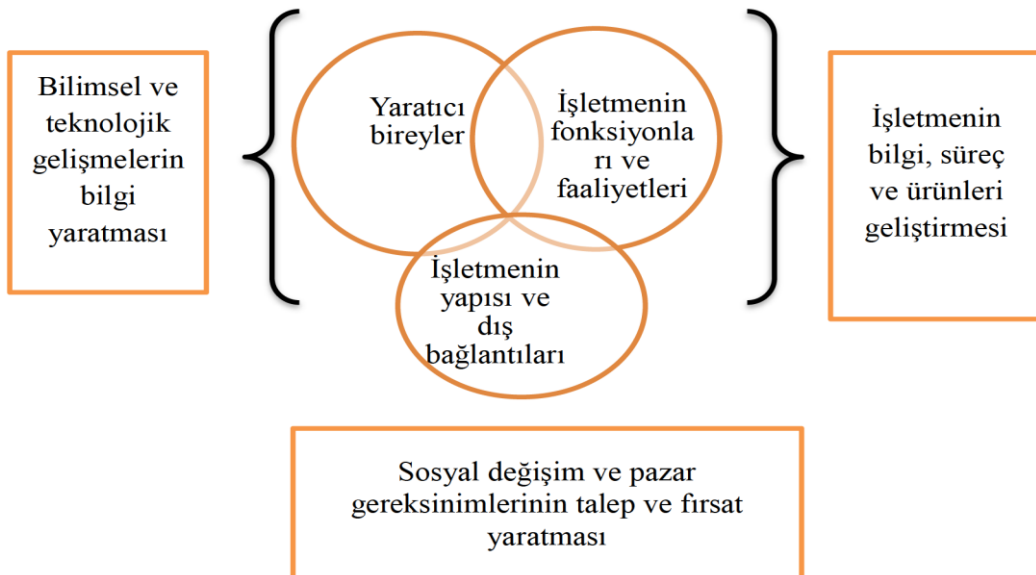 Bilimsel ve
teknolojik
gelişmelerin
bilgi
yaratması
Yaratıcı
bireyler
İşletmenin
fonksiyonla
rı ve
faaliyetleri
İşletmenin
yapısı ve
dış
bağlantıları
İşletmenin
bilgi, süreç
ve ürünleri
geliştirmesi
Sosyal değişim ve pazar
gereksinimlerinin talep ve fırsat
yaratması